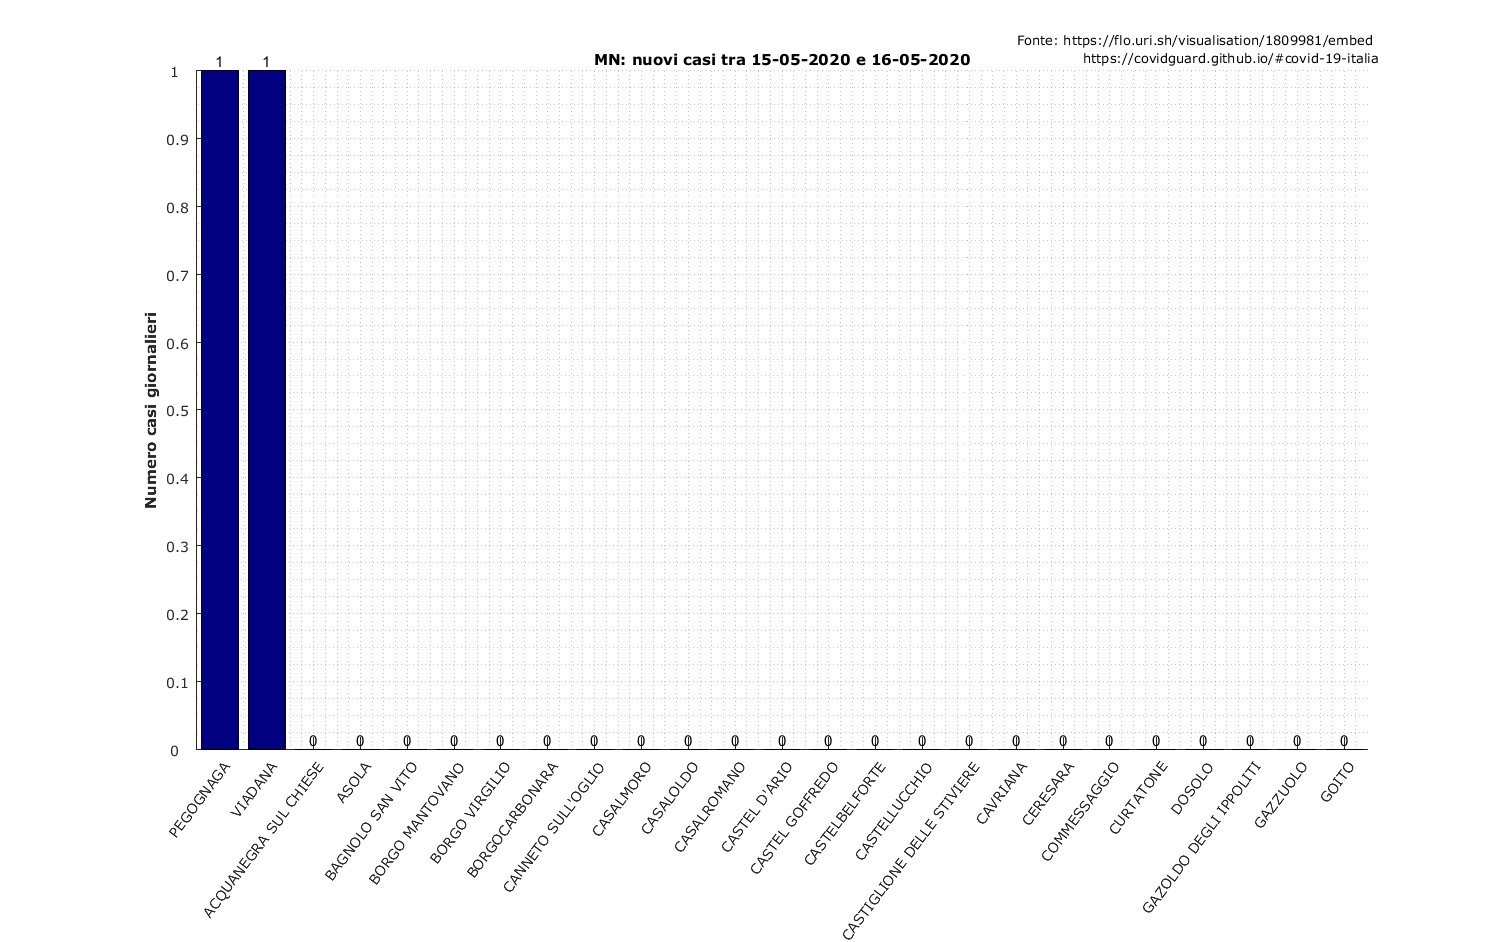 Fonte: https://flo.uri.sh/visualisation/1809981/embed
https://covidguard.github.io/#covid-19-italia
MN: nuovi casi tra 15-05-2020 e 16-05-2020
Numero casi giornalieri
1
0.9
0.8
0.7
0.6
0.5
0.4
0.3
0.2
0.1
0
1 1 0 0 0 0 0 0 0 0 0 0 0 0 0 0 0 0 0 0 0 0 0 0 0
PEGOGNAGA
VIADANA
ACQUANEGRA SUL CHIESE
ASOLA
BAGNOLO SAN VITO
BORGO MANTOVANO
BORGO VIRGILIO
BORGOCARBONARA
CANNETO SULL'OGLIO
CASALMORO
CASALOLDO
CASALROMANO
CASTEL D'ARIO
CASTEL GOFFREDO
CASTELBELFORTE
CASTELLUCCHIO
CASTIGLIONE DELLE STIVIERE
CAVRIANA
CERESARA
COMMESSAGGIO
CURTATONE
DOSOLO
GAZOLDO DEGLI IPPOLITI
GAZZUOLO
GOITO